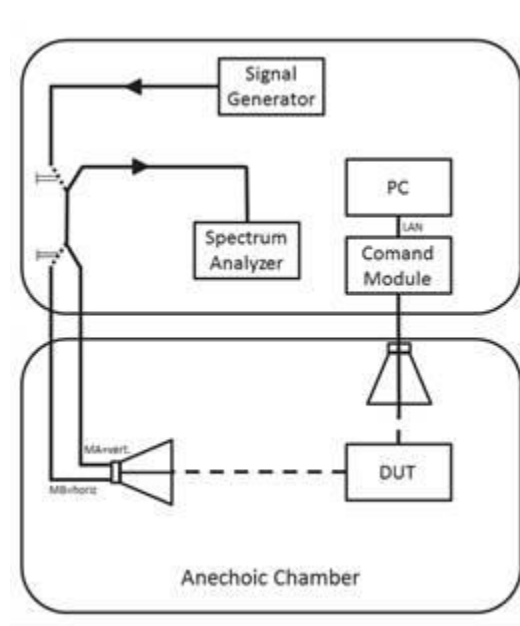 Signal
Generator
PC
LAN
Spectrum
Analyzer
Comand
Module
MA=vert.
MB=horiz
DUT
Anechoic Chamber